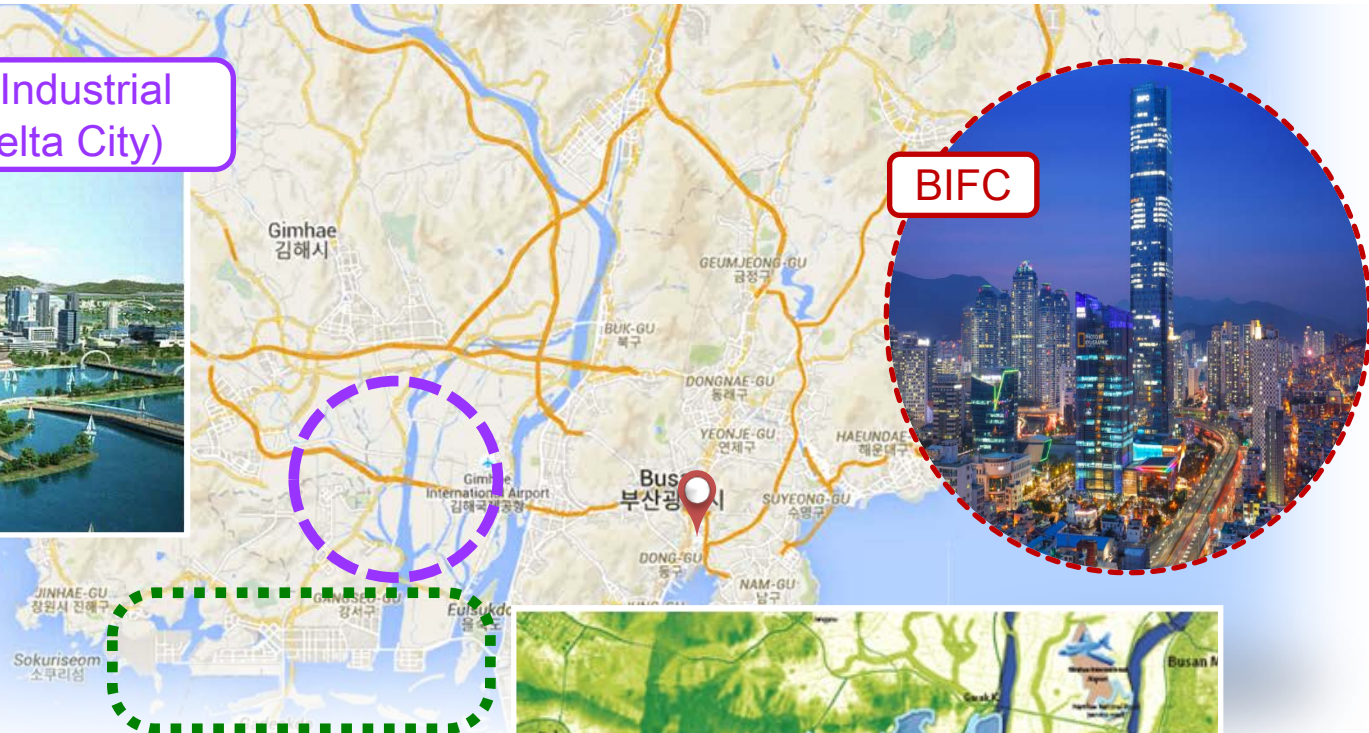 Industrial
elta City)
BIFC
BIFC
Gimhae
김해시
GEUMJEONG-GU
금정구
BUK-GU
북구
DONGNAE-GU
동래구
YEONJE-GU
연제구
HAEUNDAE
해운대구
Gimhae
International Airport
김해국제공항
Bus
부산광 시
SUYEONG-GU
수영구
DONG-GU
동구
NAM-GU
남구
JINHAE-GU
창원시 진해구
GANGSEO-GU
강서구
Eulsukdo
을숙도
Sokuriseom
소쿠리섬
Busan
Airport